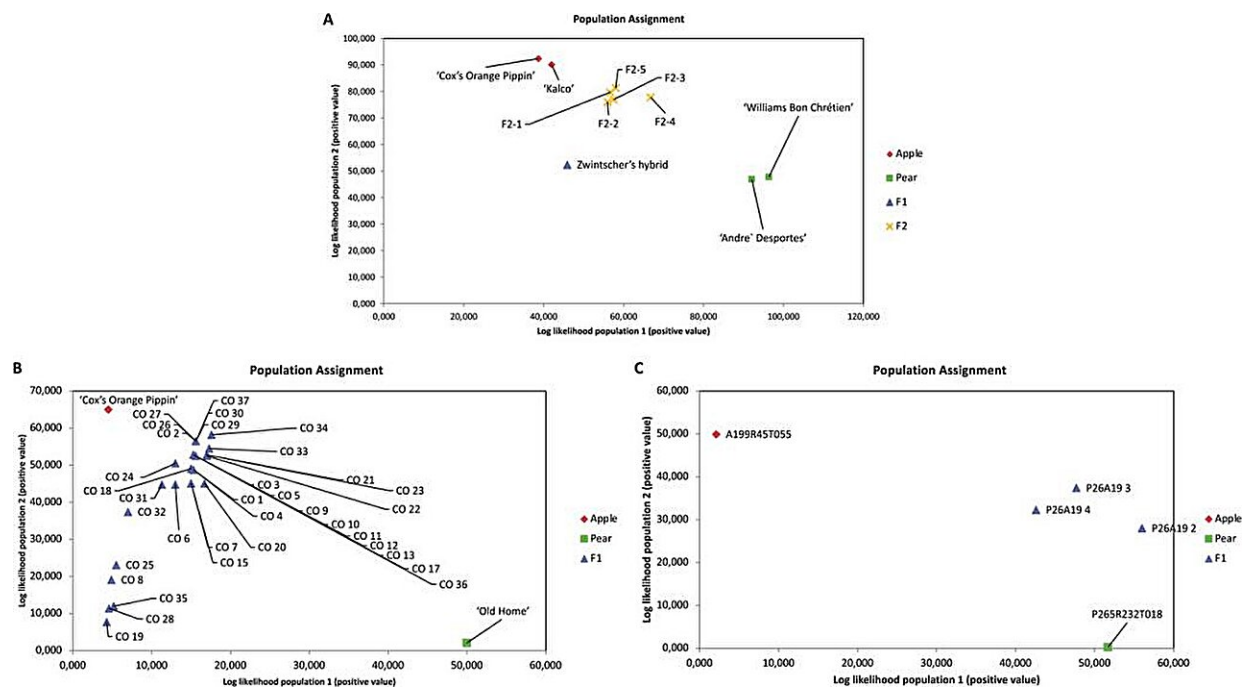 A
Population Assignment
Log likelihood population 2 (positive value)
100,000
90,000
80,000
70,000
60,000
50,000
40,000
30,000
20,000
10,000
0,000
0,000 20,000 40,000 60,000 80,000 100,000 120,000
Log likelihood population 1 (positive value)
'Cox's Orange Pippin'
'Kalco'
F2-5
F2-3
F2-1
F2-2
F2-4
'Williams Bon Chrétien'
Zwintscher's hybrid
'Andre` Desportes'
Apple
Pear
F1
F2
B
Population Assignment
Log likelihood population 2 (positive value)
70,000
60,000
50,000
40,000
30,000
20,000
10,000
0,000
0,000 10,000 20,000 30,000 40,000 50,000 60,000
Log likelihood population 1 (positive value)
'Cox's Orange Pippin'
CO 37
CO 27
CO 30
CO 26
CO 29
CO 2
CO 34
CO 33
CO 24
CO 21
CO 18
CO 3
CO 23
CO 31
CO 1
CO 5
CO 22
CO 32
CO 4
CO 9
CO 10
CO 6
CO 11
CO 7
CO 20
CO 12
CO 15
CO 13
CO 17
CO 36
CO 25
CO 8
CO 35
CO 28
CO 19
'Old Home'
Apple
Pear
F1
C
Population Assignment
Log likelihood population 2 (positive value)
60,000
50,000
40,000
30,000
20,000
10,000
0,000
0,000 10,000 20,000 30,000 40,000 50,000 60,000
Log likelihood population 1 (positive value)
A199R45T055
P26A19 3
P26A19 4
P26A19 2
P265R232T018
Apple
Pear
F1